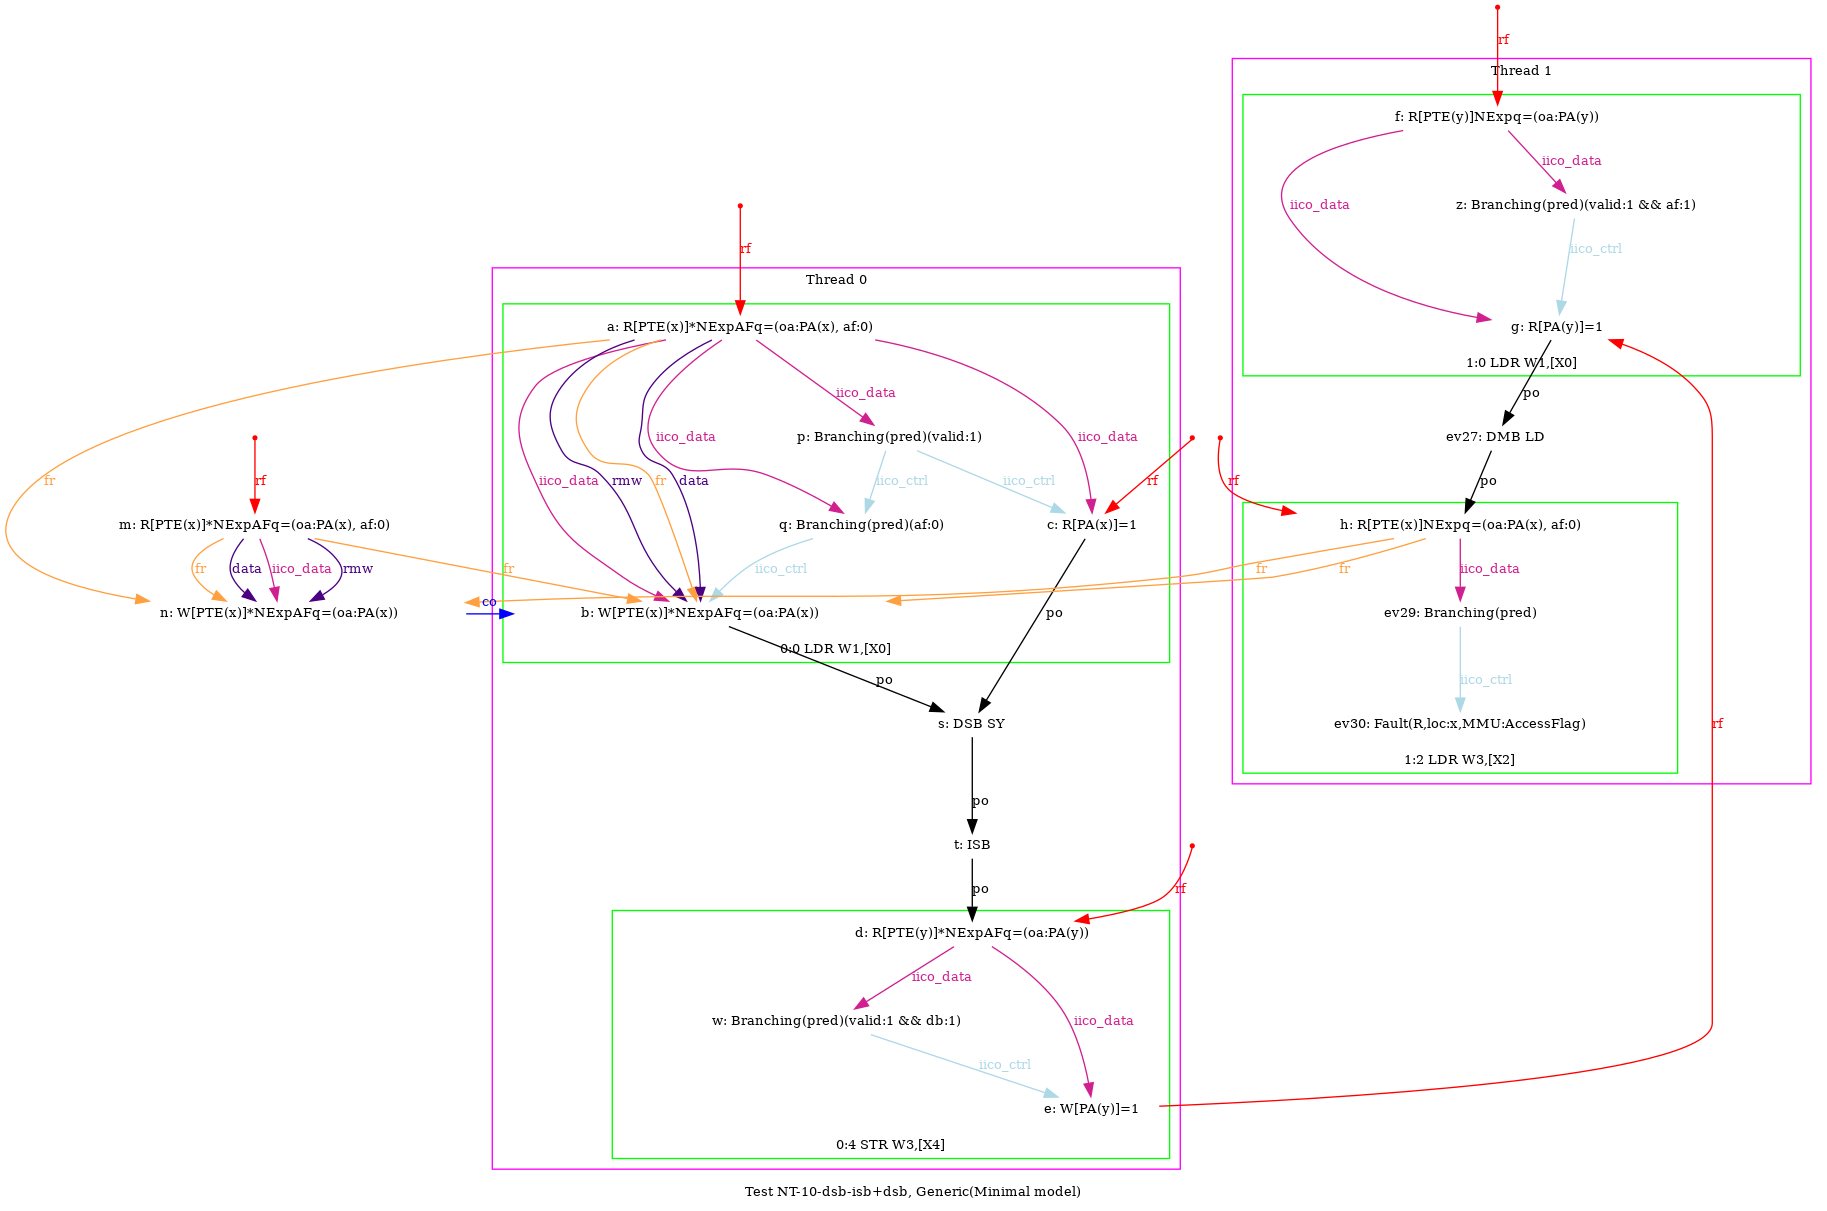 rf
Thread 1
f: R[PTE(y)]NExpq=(oa:PA(y))
iico_data
z: Branching(pred)(valid:1 && af:1)
iico_data
rf
iico_ctrl
Thread 0
a: R[PTE(x)]*NExpAFq=(oa:PA(x), af:0)
g: R[PA(y)]=1
1:0 LDR W1,[X0]
iico_data
po
p: Branching(pred)(valid:1)
iico_data
iico_data
ev27: DMB LD
fr
rf
iico_data
rmw
fr
data
iico_ctrl
iico_ctrl
rf
rf
po
m: R[PTE(x)]*NExpAFq=(oa:PA(x), af:0)
q: Branching(pred)(af:0)
c: R[PA(x)]=1
h: R[PTE(x)]NExpq=(oa:PA(x), af:0)
fr
data
iico_data
rmw
fr
iico_ctrl
fr
fr
iico_data
co
n: W[PTE(x)]*NExpAFq=(oa:PA(x))
b: W[PTE(x)]*NExpAFq=(oa:PA(x))
po
ev29: Branching(pred)
0:0 LDR W1,[X0]
po
iico_ctrl
s: DSB SY
ev30: Fault(R,loc:x,MMU:AccessFlag)
rf
1:2 LDR W3,[X2]
po
t: ISB
po
rf
d: R[PTE(y)]*NExpAFq=(oa:PA(y))
iico_data
w: Branching(pred)(valid:1 && db:1)
iico_data
iico_ctrl
e: W[PA(y)]=1
0:4 STR W3,[X4]
Test NT-10-dsb-isb+dsb, Generic(Minimal model)